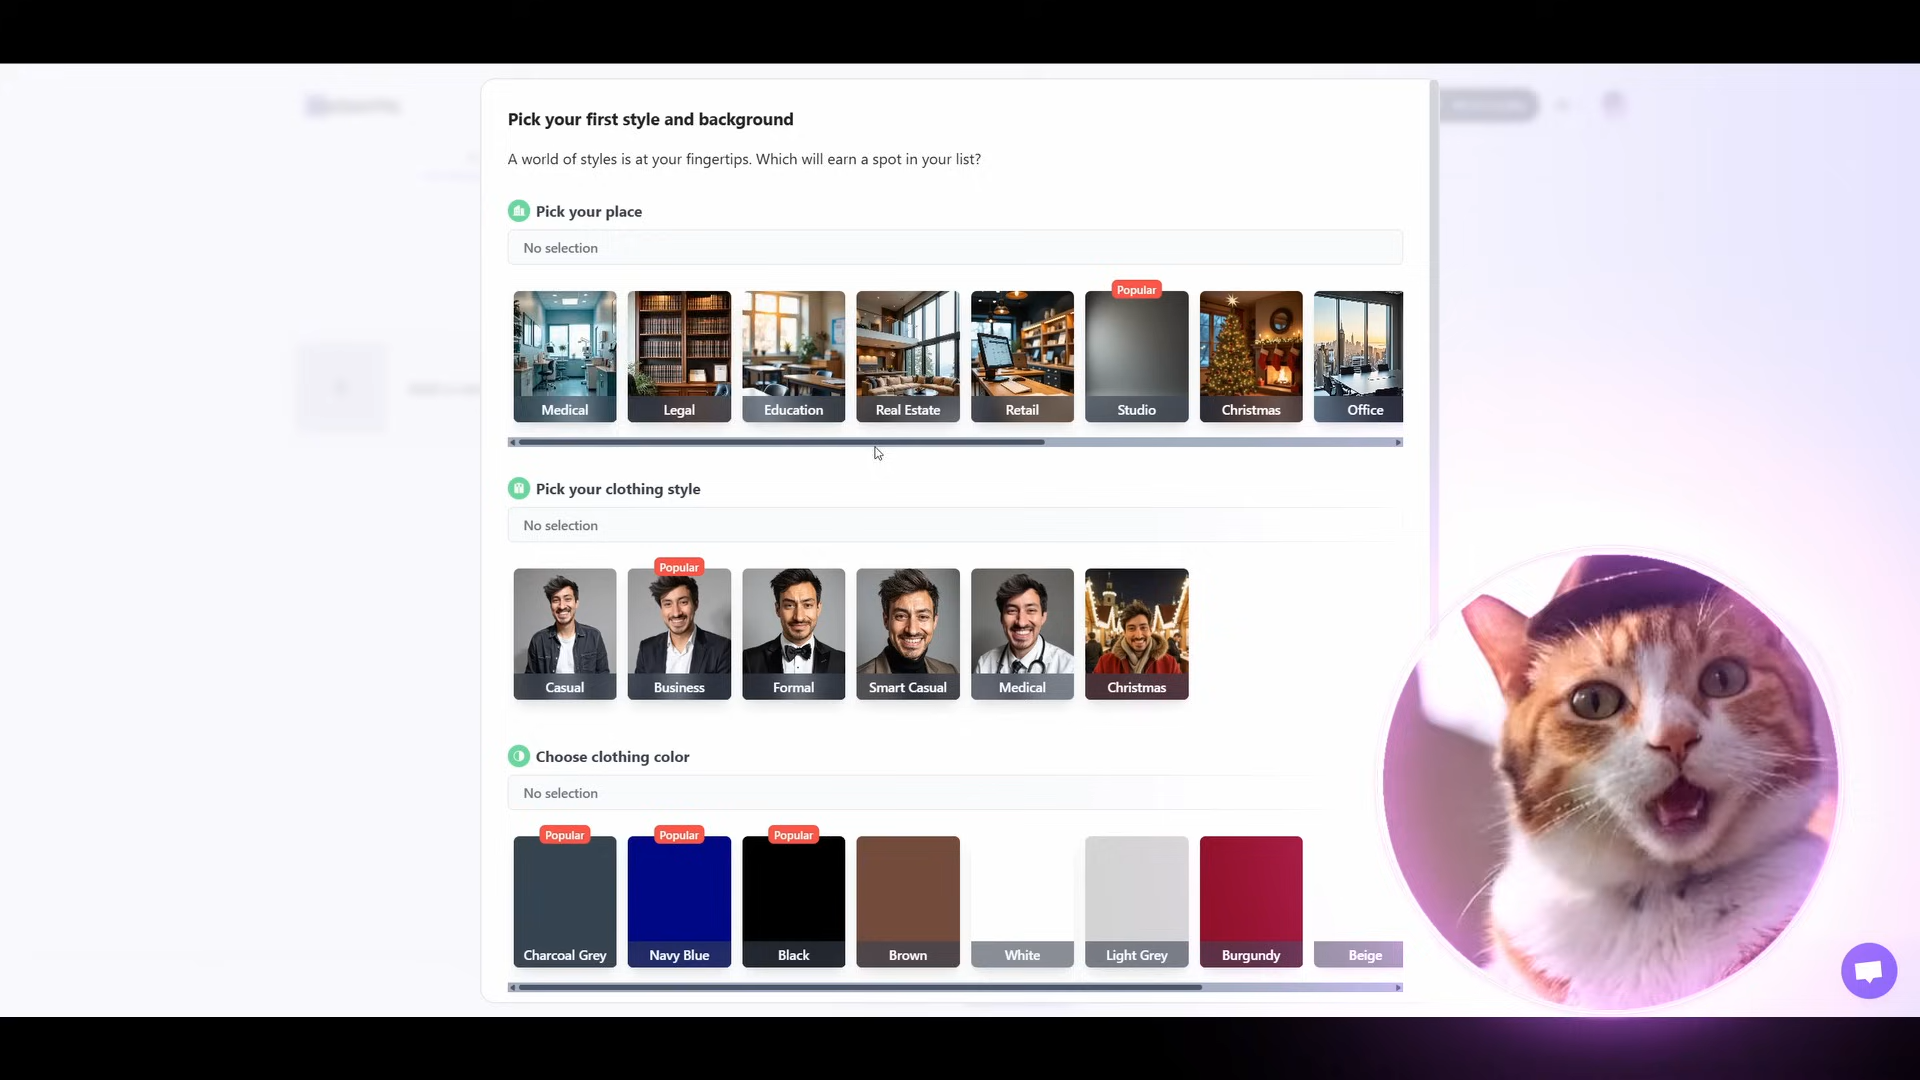 Pick your first style and background
A world of styles is at your fingertips. Which will earn a spot in your list?
Pick your place
No selection
Popular
Medical
Legal
Education
Real Estate
Retail
Studio
Christmas
Office
Pick your clothing style
No selection
Popular
Casual
Business
Formal
Smart Casual
Medical
Christmas
Choose clothing color
No selection
Popular
Popular
Popular
Charcoal Grey
Navy Blue
Black
Brown
White
Light Grey
Burgundy
Beige